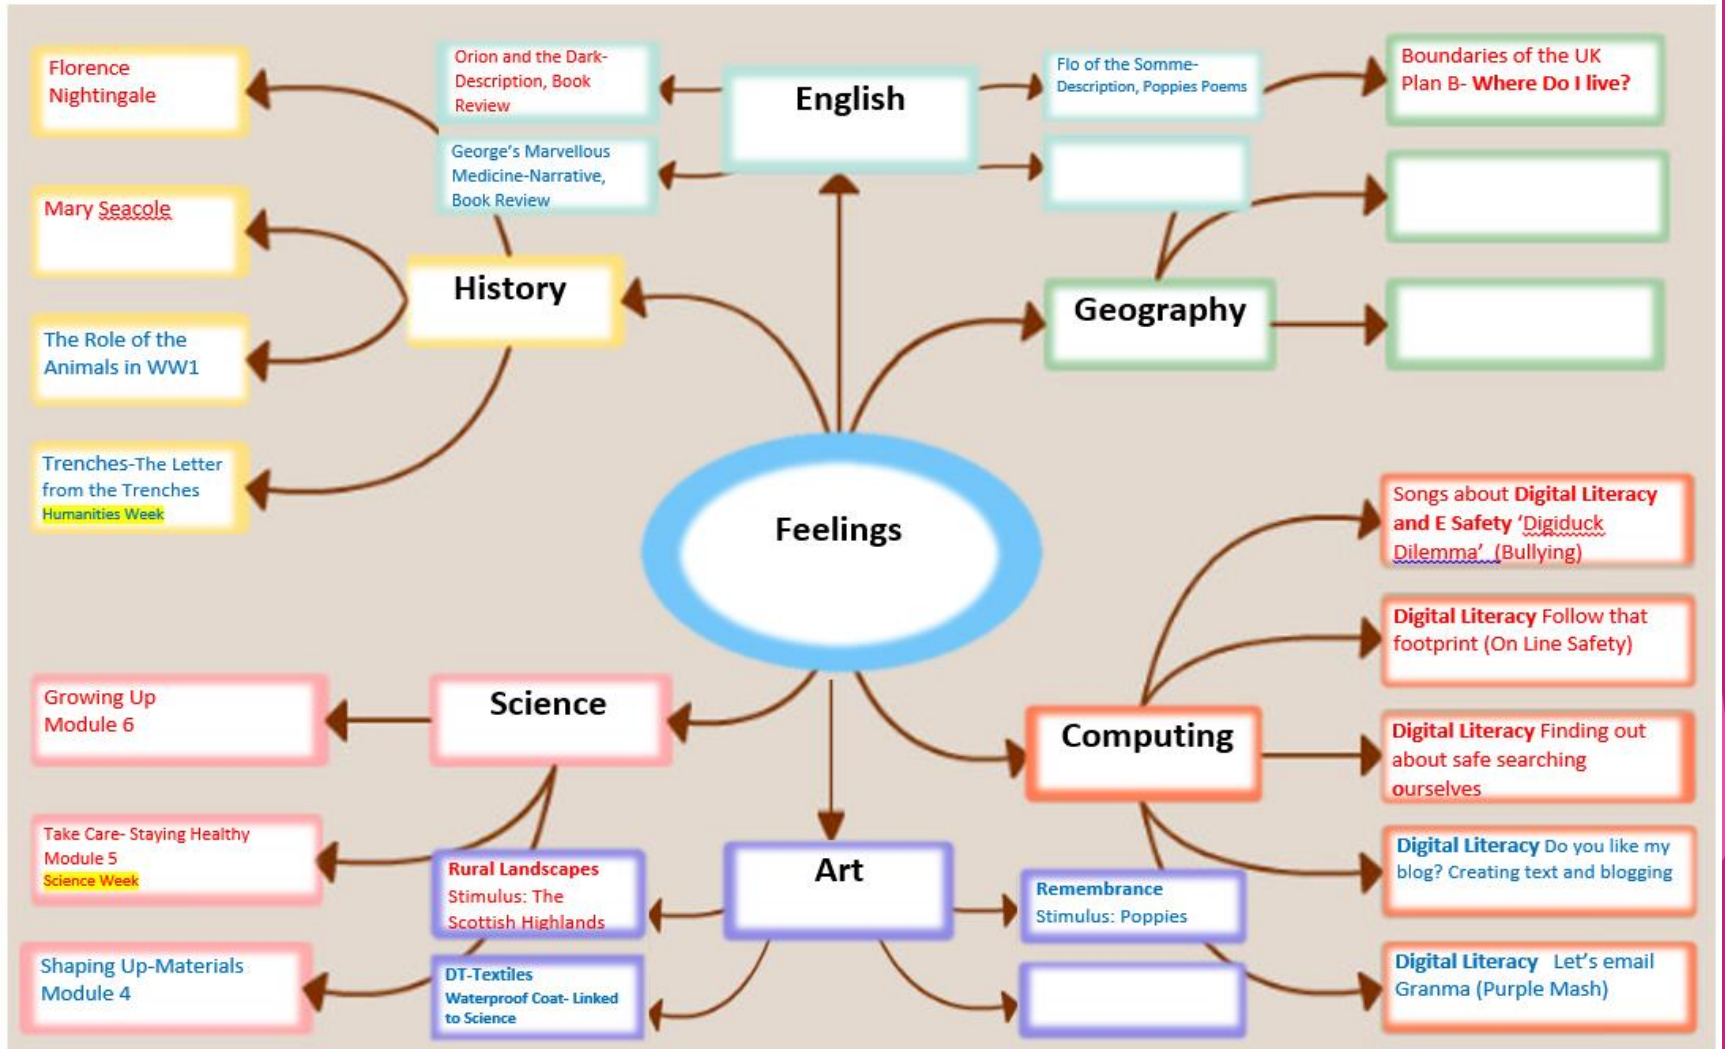 Florence
Nightingale
Orion and the Dark-
Description, Book
Review
English
Flo of the Somme-
Description, Poppies Poems
Boundaries of the UK
Plan B- Where Do I live?
George's Marvellous
Medicine-Narrative,
Book Review
Mary Seacole
History
Geography
The Role of the
Animals in WW1
Trenches-The Letter
from the Trenches
Humanities Week
Feelings
Songs about Digital Literacy
and E Safety ‘Digiduck
Dilemma’ (Bullying)
Digital Literacy Follow that
footprint (On Line Safety)
Growing Up
Module 6
Science
Computing
Digital Literacy Finding out
about safe searching
ourselves
Take Care- Staying Healthy
Module 5
Science Week
Rural Landscapes
Stimulus: The
Scottish Highlands
Art
Remembrance
Stimulus: Poppies
Digital Literacy Do you like my
blog? Creating text and blogging
Shaping Up-Materials
Module 4
DT-Textiles
Waterproof Coat- Linked
to Science
Digital Literacy Let's email
Granma (Purple Mash)